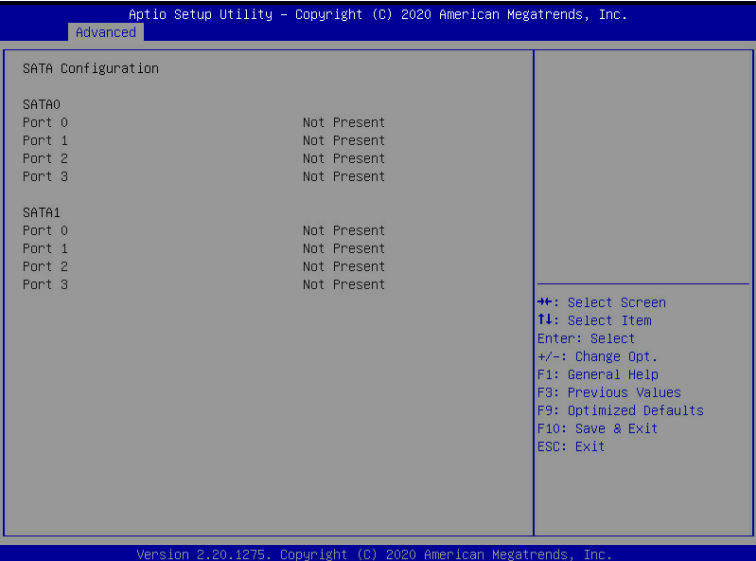 Aptio Setup Utility – Copyright (C) 2020 American Megatrends, Inc.
Advanced
SATA Configuration
SATA0
Port 0 Not Present
Port 1 Not Present
Port 2 Not Present
Port 3 Not Present
SATA1
Port 0 Not Present
Port 1 Not Present
Port 2 Not Present
Port 3 Not Present
→←: Select Screen
↑↓: Select Item
Enter: Select
+/-: Change Opt.
F1: General Help
F3: Previous Values
F9: Optimized Defaults
F10: Save & Exit
ESC: Exit
Version 2.20.1275. Copyright (C) 2020 American Megatrends, Inc.